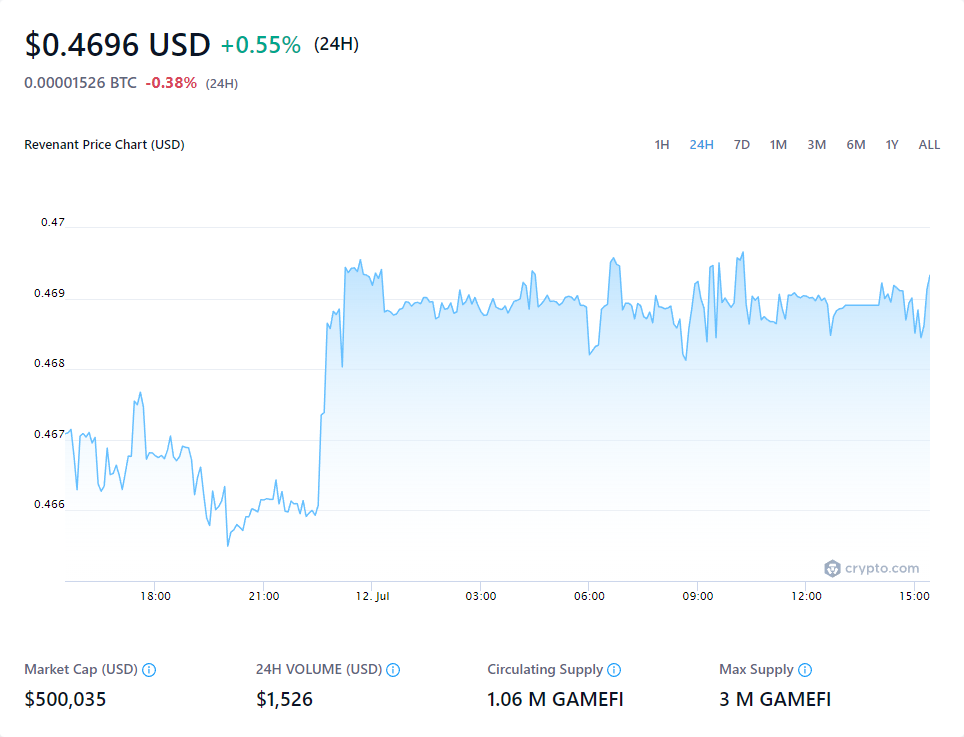 $0.4696 USD +0.55% (24H)
0.00001526 BTC -0.38% (24H)
Revenant Price Chart (USD)
1H 24H 7D 1M 3M 6M 1Y ALL
0.47
0.469
0.468
0.467
0.466
crypto.com
18:00 21:00 12. Jul 03:00 06:00 09:00 12:00 15:00
Market Cap (USD) 24H VOLUME (USD) Circulating Supply Max Supply
$500,035 $1,526 1.06 M GAMEFI 3 M GAMEFI